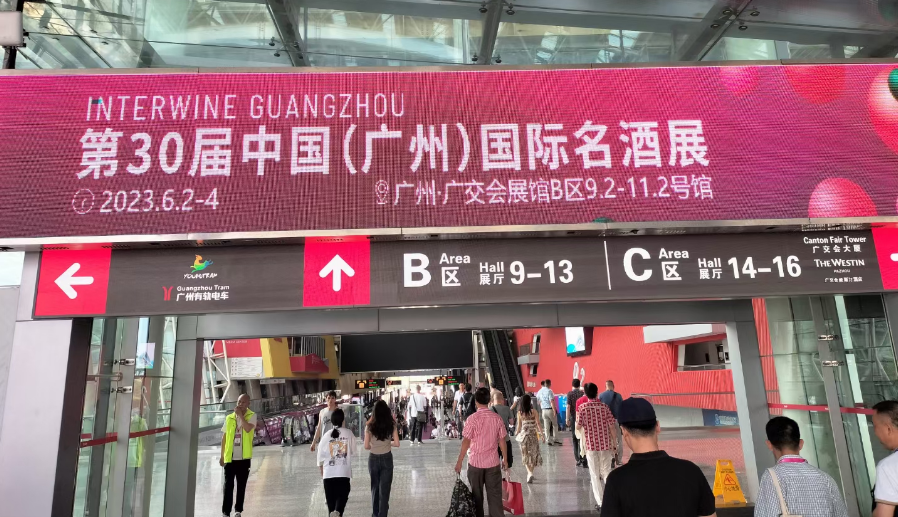 INTERWINE GUANGZHOU
第30届中国(广州)国际名酒展
2023.6.2-4
广州·广交会展馆B区9.2-11.2号馆
Guangzhou Tram
广州有轨电车
B Area 区 Hall 展厅 9-13
C Area 区 Hall 展厅 14-16
Canton Fair Tower
广交会大厦
THE WESTIN